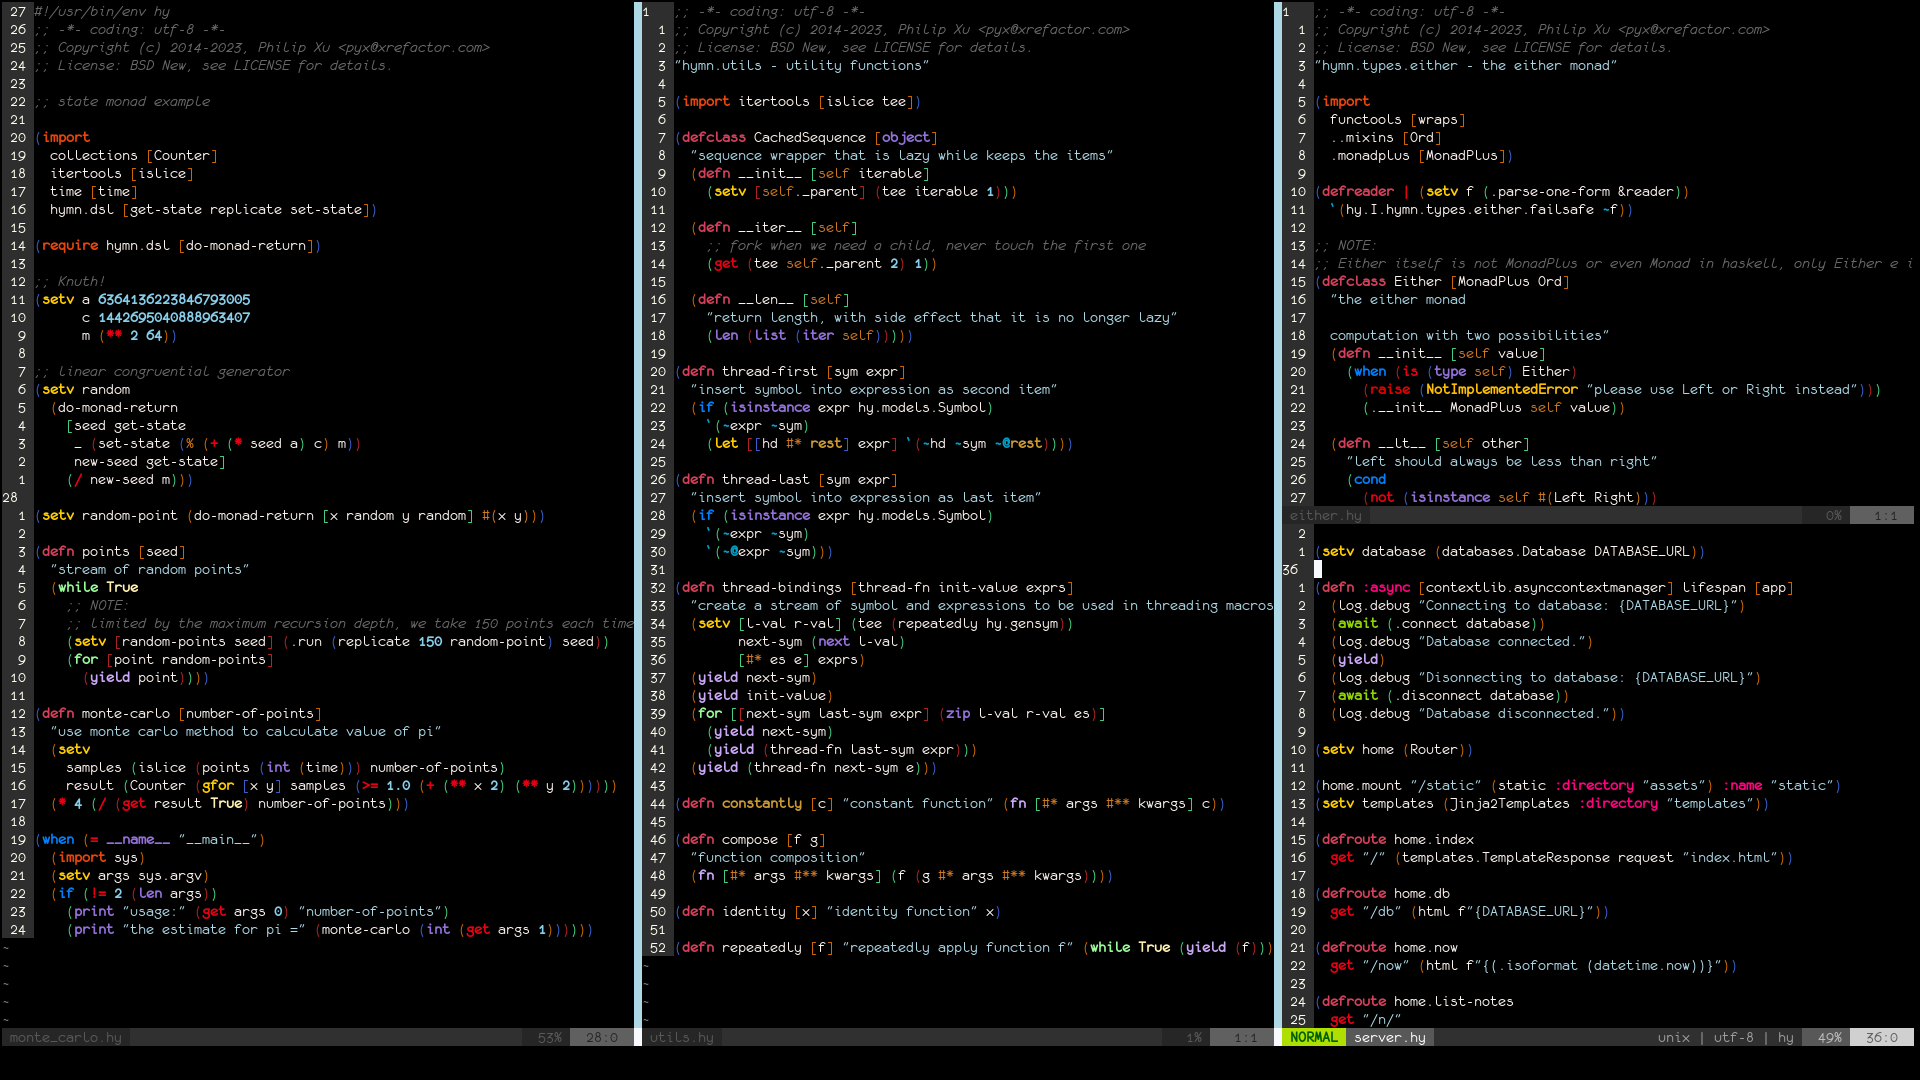 27 #!/usr/bin/env hy
26 ;; -*- coding: utf-8 -*-
25 ;; Copyright (c) 2014-2023, Philip Xu <pyx@xrefactor.com>
24 ;; License: BSD New, see LICENSE for details.
23
22 ;; state monad example
21
20 (import
19   collections [Counter]
18   itertools [islice]
17   time [time]
16   hymn.dsl [get-state replicate set-state])
15
14 (require hymn.dsl [do-monad-return])
13
12 ;; Knuth!
11 (setv a 6364136223846793005
10       c 1442695040888963407
9       m (** 2 64))
8
7 ;; linear congruential generator
6 (setv random
5   (do-monad-return
4     [seed get-state
3      _ (set-state (% (+ (* seed a) c) m))
2      new-seed get-state]
1     (/ new-seed m)))
28
1 (setv random-point (do-monad-return [x random y random] #(x y)))
2
3 (defn points [seed]
4   "stream of random points"
5   (while True
6     ;; NOTE:
7     ;; limited by the maximum recursion depth, we take 150 points each time
8     (setv [random-points seed] (.run (replicate 150 random-point) seed))
9     (for [point random-points]
10       (yield point))))
11
12 (defn monte-carlo [number-of-points]
13   "use monte carlo method to calculate value of pi"
14   (setv
15     samples (islice (points (int (time))) number-of-points)
16     result (Counter (gfor [x y] samples (>= 1.0 (+ (** x 2) (** y 2))))))
17   (* 4 (/ (get result True) number-of-points)))
18
19 (when (= __name__ "__main__")
20   (import sys)
21   (setv args sys.argv)
22   (if (!= 2 (len args))
23     (print "usage:" (get args 0) "number-of-points")
24     (print "the estimate for pi =" (monte-carlo (int (get args 1))))))
~
~
~
~
~
monte_carlo.hy 53% 28:0
1 ;; -*- coding: utf-8 -*-
1 ;; Copyright (c) 2014-2023, Philip Xu <pyx@xrefactor.com>
2 ;; License: BSD New, see LICENSE for details.
3 "hymn.utils - utility functions"
4
5 (import itertools [islice tee])
6
7 (defclass CachedSequence [object]
8   "sequence wrapper that is lazy while keeps the items"
9   (defn __init__ [self iterable]
10     (setv [self._parent] (tee iterable 1)))
11
12   (defn __iter__ [self]
13     ;; fork when we need a child, never touch the first one
14     (get (tee self._parent 2) 1))
15
16   (defn __len__ [self]
17     "return length, with side effect that it is no longer lazy"
18     (len (list (iter self)))))
19
20 (defn thread-first [sym expr]
21   "insert symbol into expression as second item"
22   (if (isinstance expr hy.models.Symbol)
23     `(~expr ~sym)
24     (let [[hd #* rest] expr] `(~hd ~sym ~@rest))))
25
26 (defn thread-last [sym expr]
27   "insert symbol into expression as last item"
28   (if (isinstance expr hy.models.Symbol)
29     `(~expr ~sym)
30     `(~@expr ~sym)))
31
32 (defn thread-bindings [thread-fn init-value exprs]
33   "create a stream of symbol and expressions to be used in threading macros
34   (setv [l-val r-val] (tee (repeatedly hy.gensym))
35         next-sym (next l-val)
36         [#* es e] exprs)
37   (yield next-sym)
38   (yield init-value)
39   (for [[next-sym last-sym expr] (zip l-val r-val es)]
40     (yield next-sym)
41     (yield (thread-fn last-sym expr)))
42   (yield (thread-fn next-sym e)))
43
44 (defn constantly [c] "constant function" (fn [#* args #** kwargs] c))
45
46 (defn compose [f g]
47   "function composition"
48   (fn [#* args #** kwargs] (f (g #* args #** kwargs))))
49
50 (defn identity [x] "identity function" x)
51
52 (defn repeatedly [f] "repeatedly apply function f" (while True (yield (f)))
~
~
~
~
utils.hy 1% 1:1
1 ;; -*- coding: utf-8 -*-
1 ;; Copyright (c) 2014-2023, Philip Xu <pyx@xrefactor.com>
2 ;; License: BSD New, see LICENSE for details.
3 "hymn.types.either - the either monad"
4
5 (import
6   functools [wraps]
7   ..mixins [Ord]
8   .monadplus [MonadPlus])
9
10 (defreader | (setv f (.parse-one-form &reader))
11   `(hy.I.hymn.types.either.failsafe ~f))
12
13 ;; NOTE:
14 ;; Either itself is not MonadPlus or even Monad in haskell, only Either e i
15 (defclass Either [MonadPlus Ord]
16   "the either monad
17
18   computation with two possibilities"
19   (defn __init__ [self value]
20     (when (is (type self) Either)
21       (raise (NotImplementedError "please use Left or Right instead")))
22       (.__init__ MonadPlus self value))
23
24   (defn __lt__ [self other]
25     "left should always be less than right"
26     (cond
27       (not (isinstance self #(Left Right)))
either.hy 0% 1:1
2
1 (setv database (databases.Database DATABASE_URL))
36
1 (defn :async [contextlib.asynccontextmanager] lifespan [app]
2   (log.debug "Connecting to database: {DATABASE_URL}")
3   (await (.connect database))
4   (log.debug "Database connected.")
5   (yield)
6   (log.debug "Disonnecting to database: {DATABASE_URL}")
7   (await (.disconnect database))
8   (log.debug "Database disconnected."))
9
10 (setv home (Router))
11
12 (home.mount "/static" (static :directory "assets") :name "static")
13 (setv templates (Jinja2Templates :directory "templates"))
14
15 (defroute home.index
16   get "/" (templates.TemplateResponse request "index.html"))
17
18 (defroute home.db
19   get "/db" (html f"{DATABASE_URL}"))
20
21 (defroute home.now
22   get "/now" (html f"{(.isoformat (datetime.now))}"))
23
24 (defroute home.list-notes
25   get "/n/"
NORMAL server.hy unix | utf-8 | hy 49% 36:0